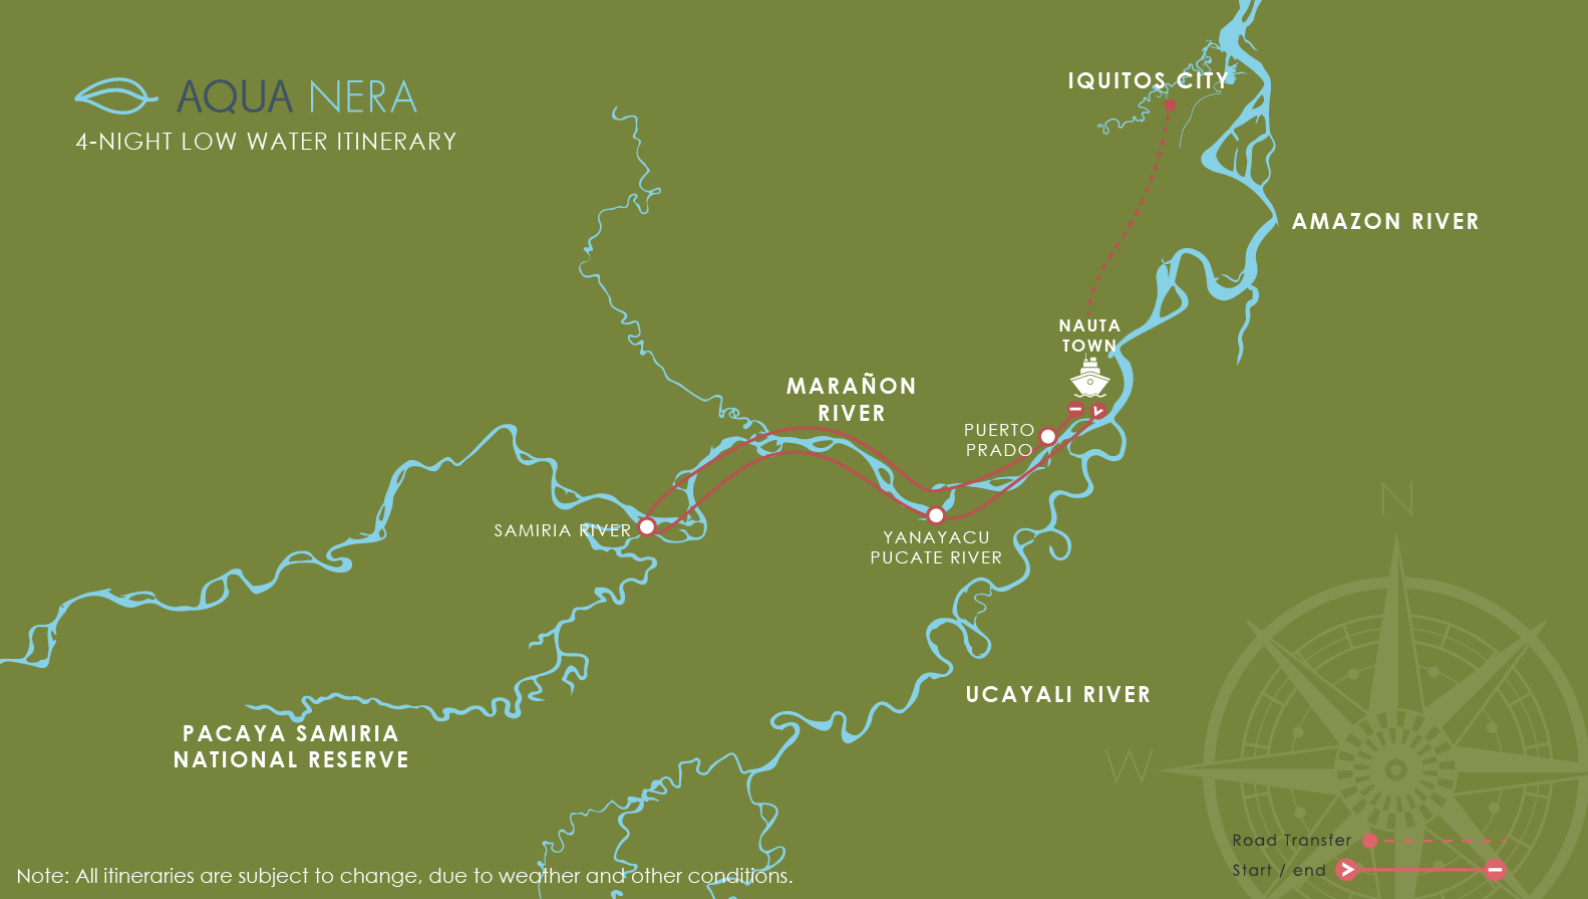 AQUA NERA
4-NIGHT LOW WATER ITINERARY
IQUITOS CITY
AMAZON RIVER
NAUTA
TOWN
MARAÑON
RIVER
PUERTO
PRADO
SAMIRIA RIVER
YANAYACU
PUCATE RIVER
UCAYALI RIVER
PACAYA SAMIRIA
NATIONAL RESERVE
N
W
Road Transfer
Start / end
Note: All itineraries are subject to change, due to weather and other conditions.